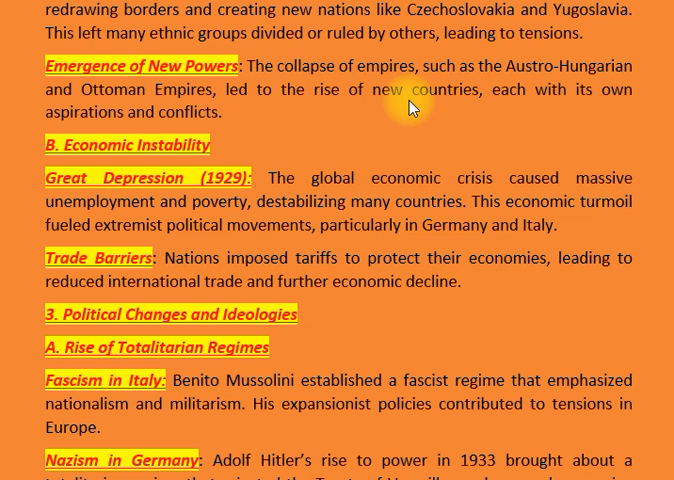 redrawing borders and creating new nations like Czechoslovakia and Yugoslavia.
This left many ethnic groups divided or ruled by others, leading to tensions.
Emergence of New Powers: The collapse of empires, such as the Austro-Hungarian
and Ottoman Empires, led to the rise of new countries, each with its own
aspirations and conflicts.
B. Economic Instability
Great Depression (1929): The global economic crisis caused massive
unemployment and poverty, destabilizing many countries. This economic turmoil
fueled extremist political movements, particularly in Germany and Italy.
Trade Barriers: Nations imposed tariffs to protect their economies, leading to
reduced international trade and further economic decline.
3. Political Changes and Ideologies
A. Rise of Totalitarian Regimes
Fascism in Italy: Benito Mussolini established a fascist regime that emphasized
nationalism and militarism. His expansionist policies contributed to tensions in
Europe.
Nazism in Germany: Adolf Hitler’s rise to power in 1933 brought about a